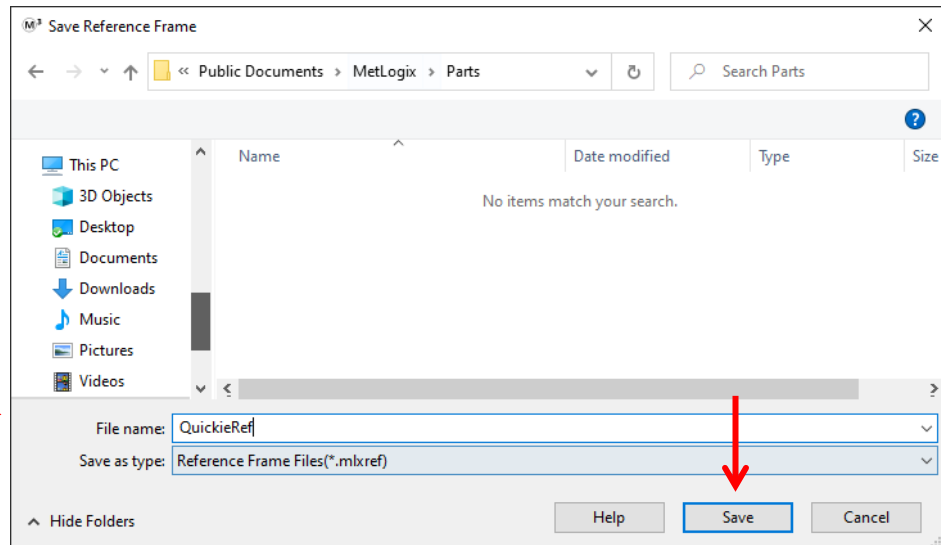 M³ Save Reference Frame
« Public Documents › MetLogix › Parts
Search Parts
?
Name Date modified Type Size
This PC
3D Objects
Desktop
Documents
Downloads
Music
Pictures
Videos
No items match your search.
File name: QuickieRef
Save as type: Reference Frame Files(*.mlxref)
Hide Folders Help Save Cancel